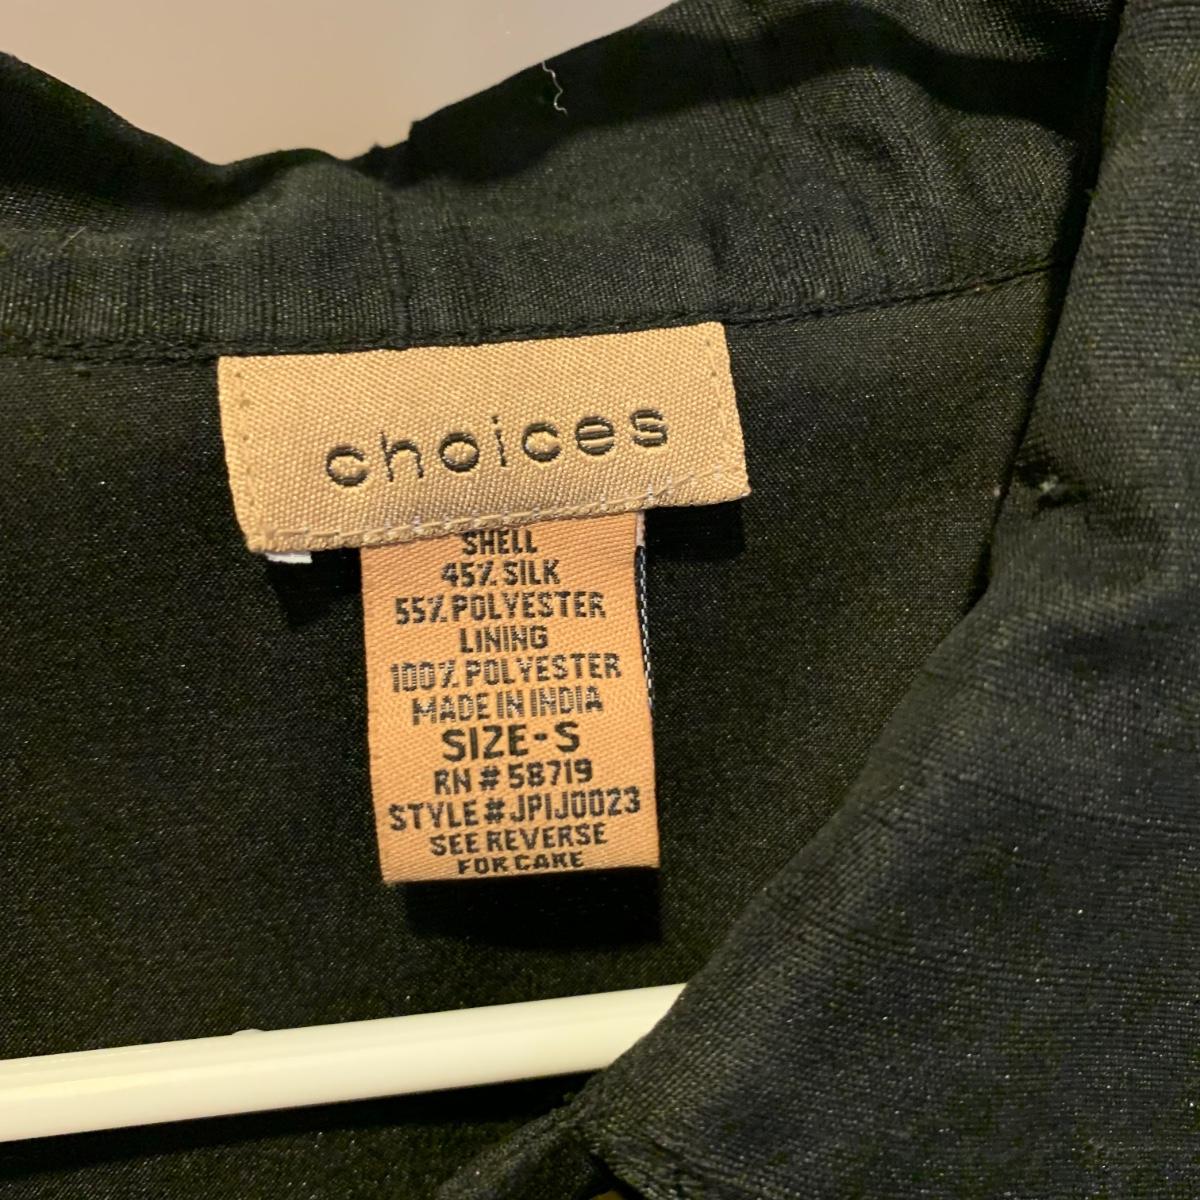 choices
SHELL
45% SILK
55% POLYESTER
LINING
100% POLYESTER
MADE IN INDIA
SIZE-S
RN # 58719
STYLE # JPIJ0023
SEE REVERSE
FOR CARE